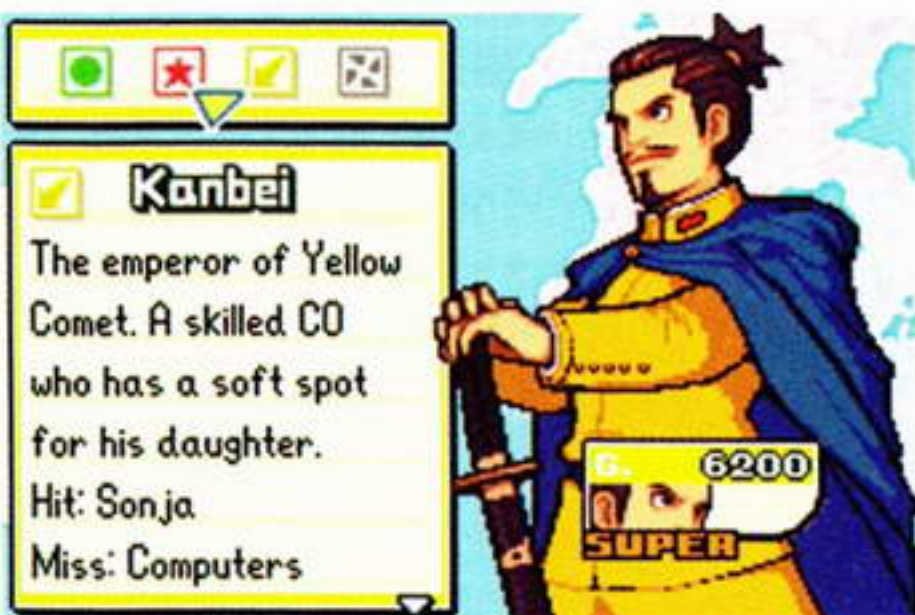 Kanbei
The emperor of Yellow
Comet. A skilled CO
who has a soft spot
for his daughter.
Hit: Sonja
Miss: Computers
G. 6200
SUPER